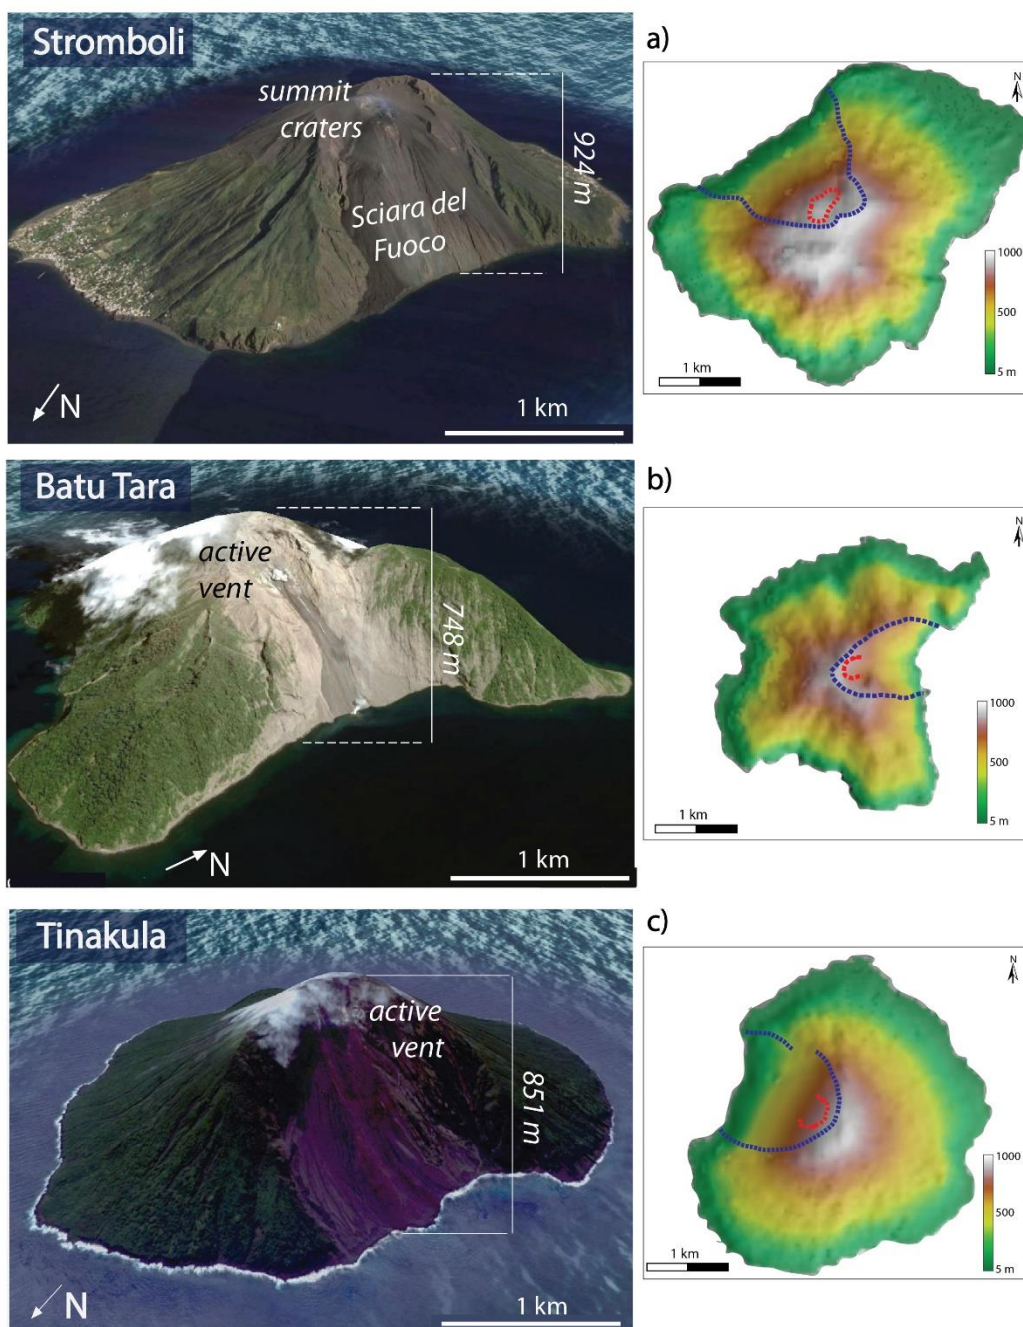 Stromboli
summit
craters
924 m
Sciara del
Fuoco
N
1 km
a)
N
1000
500
5 m
1 km
Batu Tara
active
vent
748 m
N
1 km
b)
N
1000
500
5 m
1 km
Tinakula
active
vent
851 m
N
1 km
c)
N
1000
500
5 m
1 km